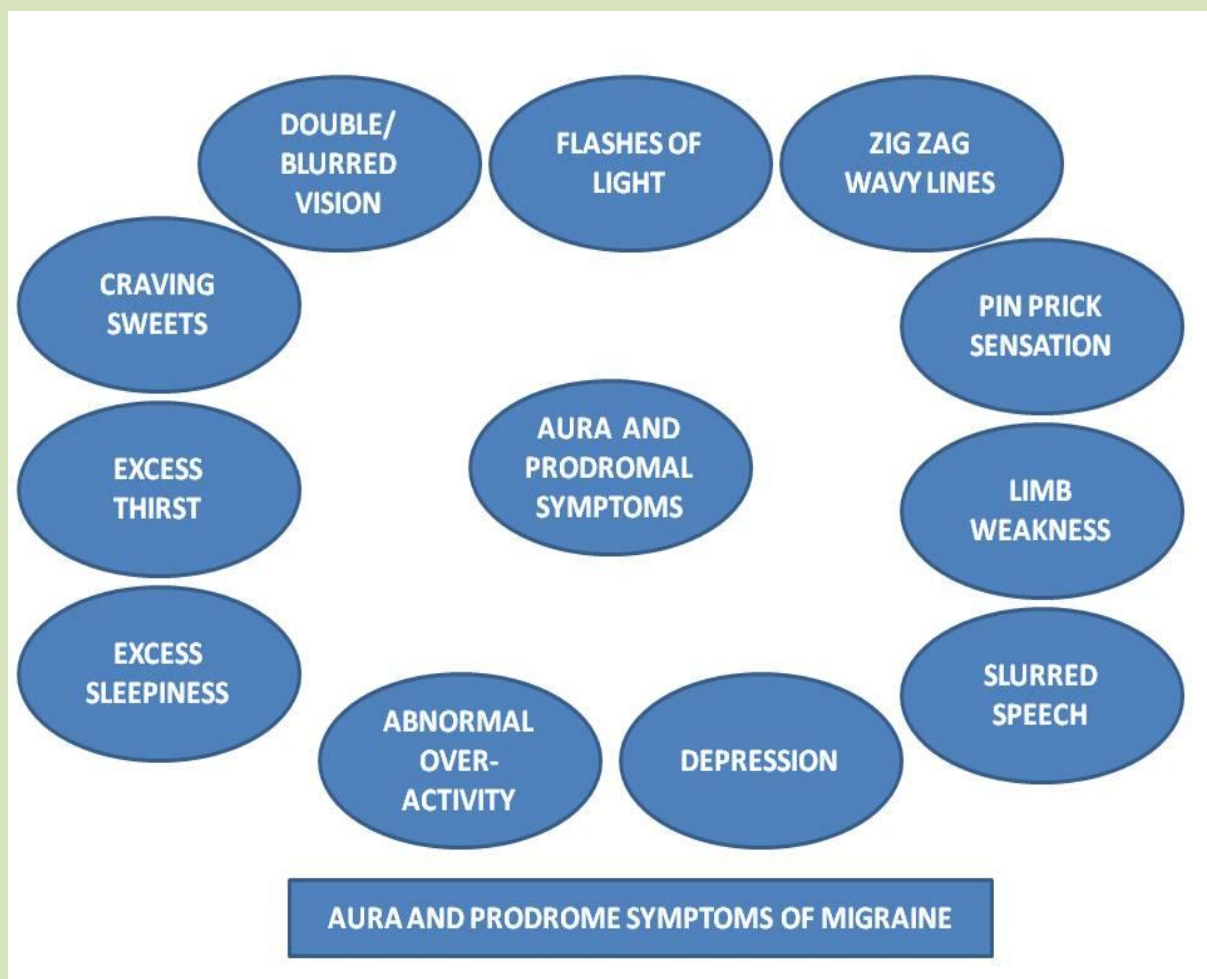 DOUBLE/
BLURRED
VISION
FLASHES OF
LIGHT
ZIG ZAG
WAVY LINES
CRAVING
SWEETS
PIN PRICK
SENSATION
AURA AND
PRODROMAL
SYMPTOMS
EXCESS
THIRST
LIMB
WEAKNESS
EXCESS
SLEEPINESS
SLURRED
SPEECH
ABNORMAL
OVER-
ACTIVITY
DEPRESSION
AURA AND PRODROME SYMPTOMS OF MIGRAINE